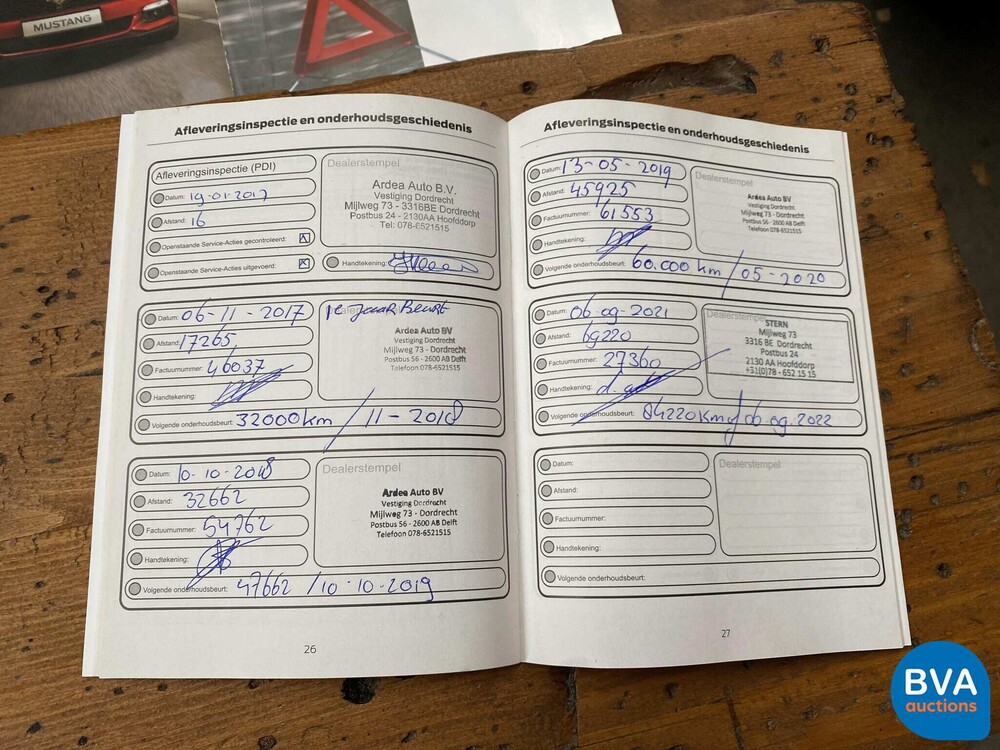 MUSTANG
Afleveringsinspectie en onderhoudsgeschiedenis
Afleveringsinspectie (PDI)
Datum: 19-01-2017
Afstand: 16
Openstaande Service-Acties gecontroleerd:
Openstaande Service-Acties uitgevoerd:
Dealerstempel
Ardea Auto B.V.
Vestiging Dordrecht
Mijlweg 73 - 3316BE Dordrecht
Postbus 24 - 2130AA Hoofddorp
Tel: 078-6521515
Handtekening:
Datum: 06-11-2017
Afstand: 17265
Factuurnummer: 46037
Handtekening:
1e jaar Beurt
Ardea Auto BV
Vestiging Dordrecht
Mijlweg 73 - Dordrecht
Postbus 56 - 2600 AB Delft
Telefoon 078-6521515
Volgende onderhoudsbeurt: 32000km / 11-2018
Datum: 10-10-2018
Afstand: 32662
Factuurnummer: 54762
Handtekening:
Dealerstempel
Ardea Auto BV
Vestiging Dordrecht
Mijlweg 73 - Dordrecht
Postbus 56 - 2600 AB Delft
Telefoon 078-6521515
Volgende onderhoudsbeurt: 47662 / 10-10-2019
26
Afleveringsinspectie en onderhoudsgeschiedenis
Datum: 13-05-2019
Afstand: 45925
Factuurnummer: 61553
Handtekening:
Dealerstempel
Ardea Auto BV
Vestiging Dordrecht
Mijlweg 73 - Dordrecht
Postbus 56 - 2600 AB Delft
Telefoon 078-6521515
Volgende onderhoudsbeurt: 60.000 km / 05-2020
Datum: 06-09-2021
Afstand: 69220
Factuurnummer: 27360
Handtekening:
Dealerstempel
STERN
Mijlweg 73
3316 BE Dordrecht
Postbus 24
2130 AA Hoofddorp
+31(0)78 - 652 15 15
Volgende onderhoudsbeurt: 84220 km / 06-09-2022
Datum:
Afstand:
Factuurnummer:
Handtekening:
Dealerstempel
Volgende onderhoudsbeurt:
27
BVA
auctions